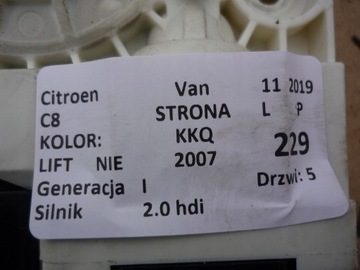 Citroen Van 11 2019
C8 STRONA L P
KOLOR: KKQ 229
LIFT NIE 2007
Generacja I Drzwi: 5
Silnik 2.0 hdi